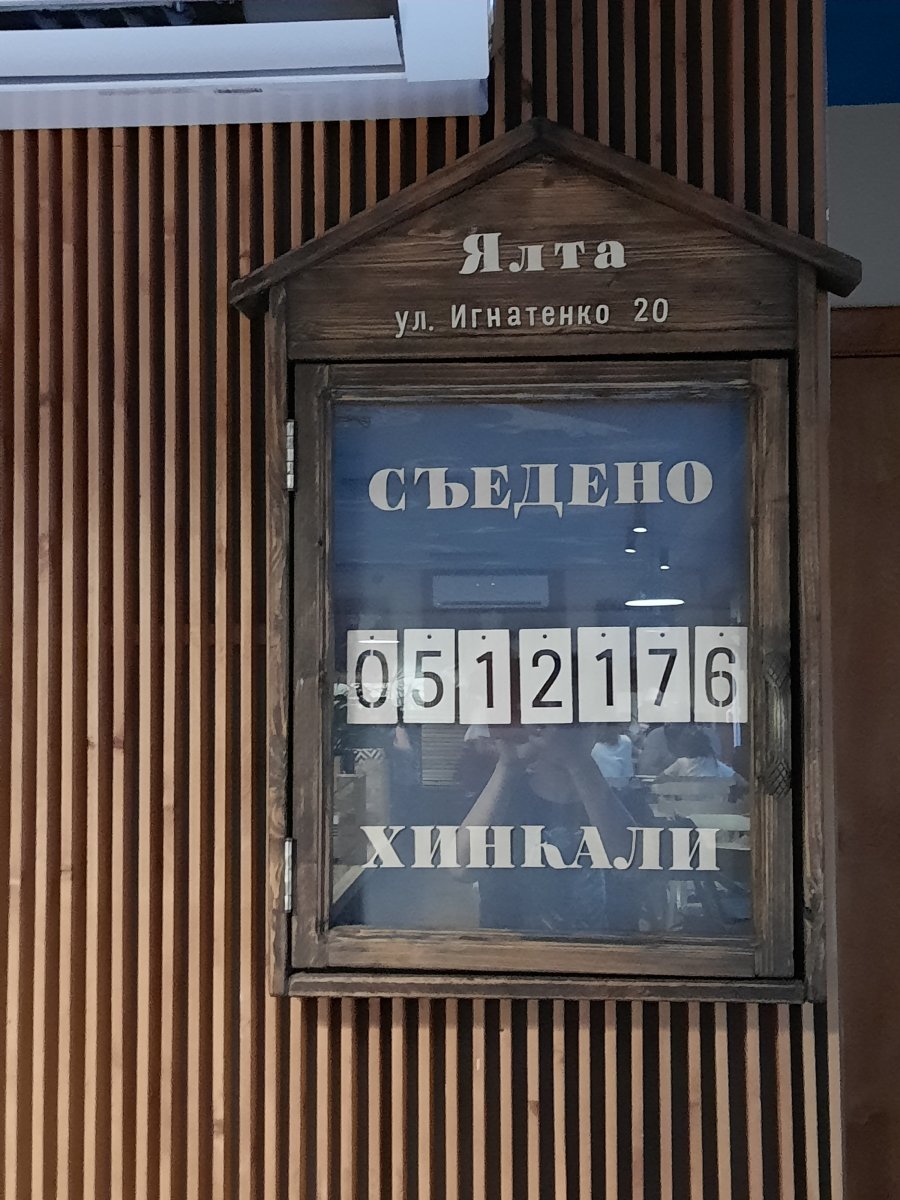 Ялта
ул. Игнатенко 20
СЪЕДЕНО
0512176
ХИНКАЛИ